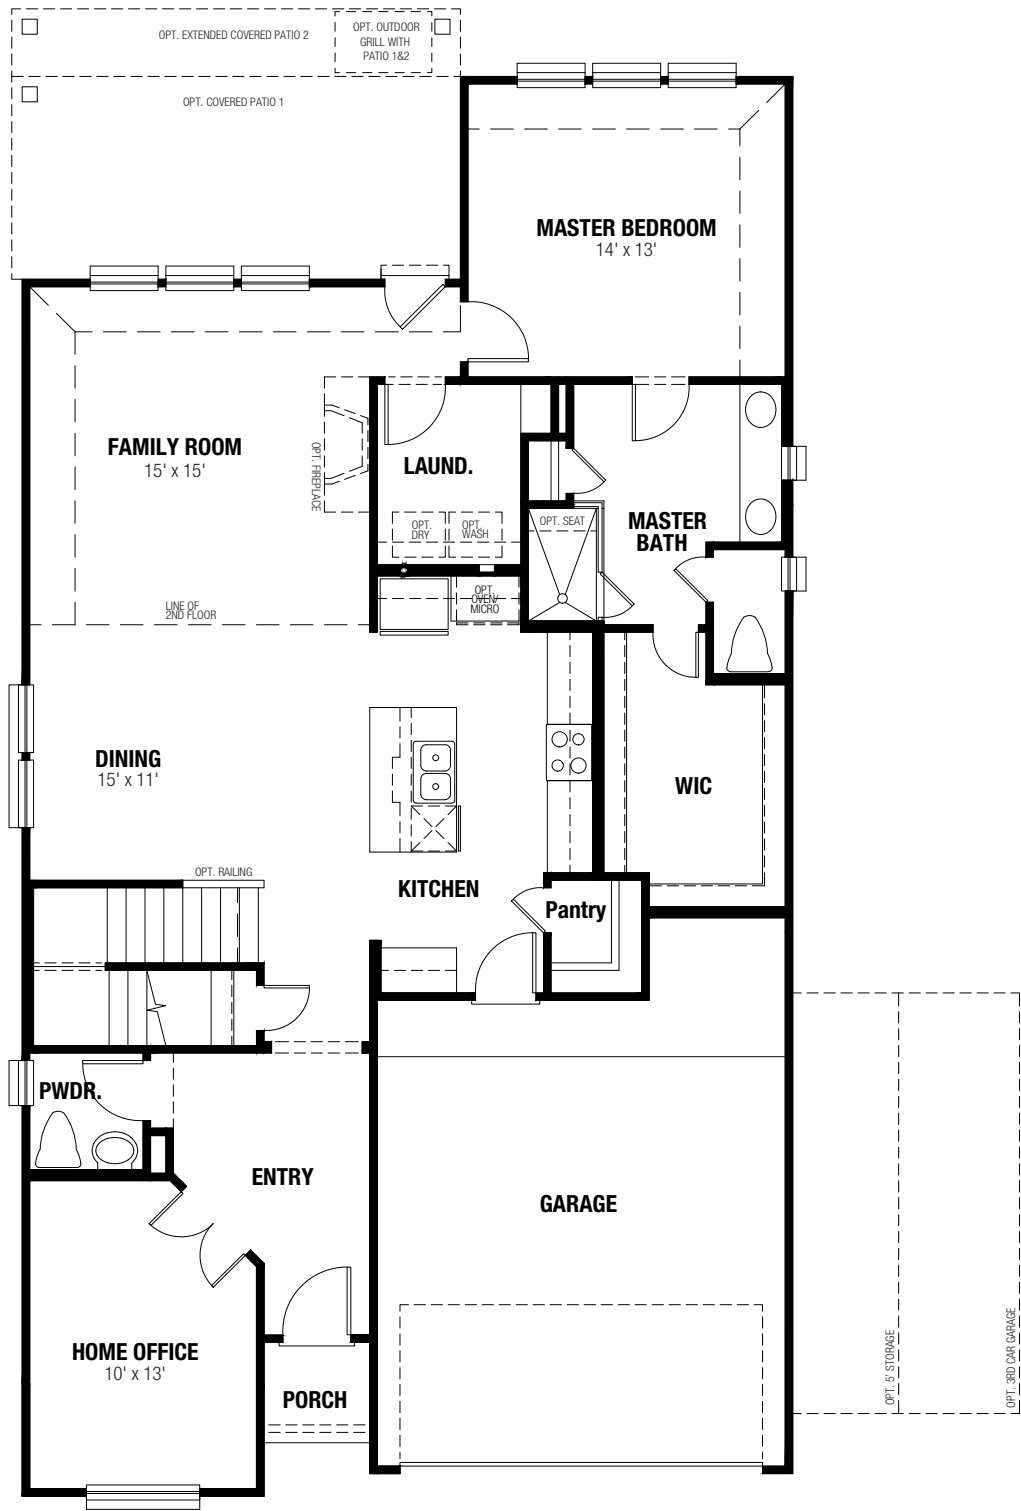 OPT. EXTENDED COVERED PATIO 2
OPT. OUTDOOR
GRILL WITH
PATIO 1&2
OPT. COVERED PATIO 1
MASTER BEDROOM
14' x 13'
FAMILY ROOM
15' x 15'
OPT. FIREPLACE
LAUND.
OPT.
DRY
OPT.
WASH
OPT. SEAT
MASTER
BATH
OPT.
OVEN/
MICRO
LINE OF
2ND FLOOR
DINING
15' x 11'
WIC
OPT. RAILING
KITCHEN
Pantry
PWDR.
ENTRY
GARAGE
HOME OFFICE
10' x 13'
PORCH
OPT. 5' STORAGE
OPT. 3RD CAR GARAGE